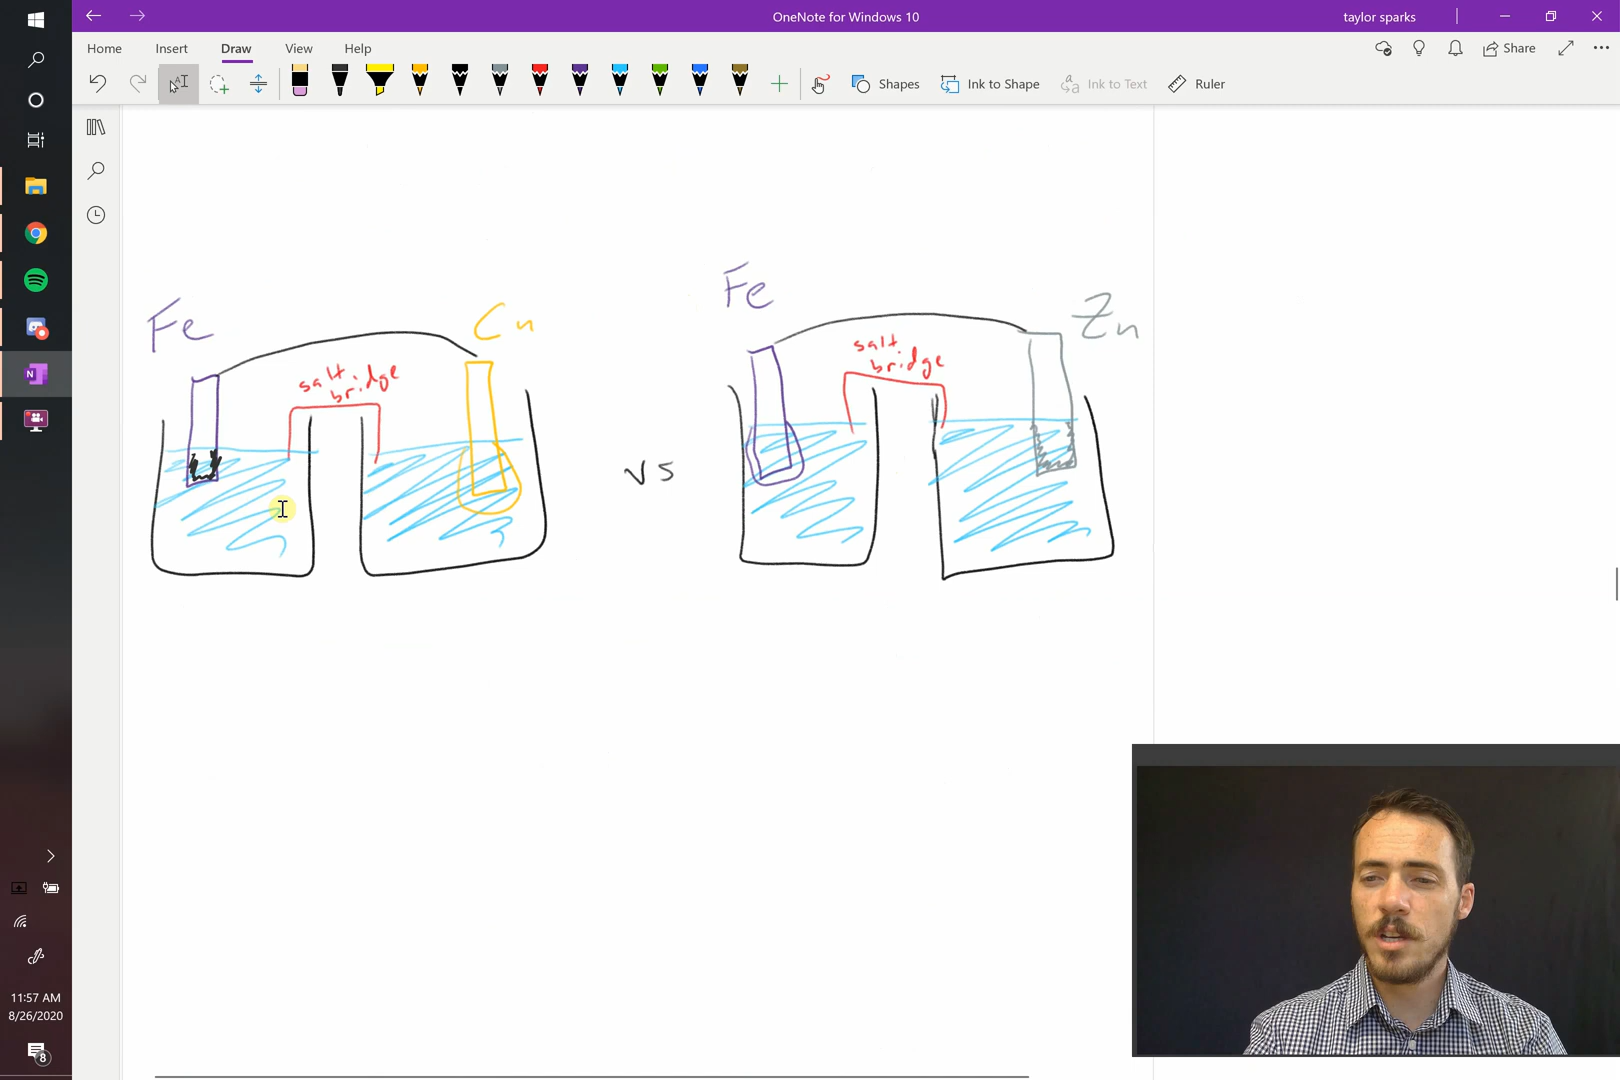 OneNote for Windows 10
taylor sparks
Home Insert Draw View Help
Share
Shapes Ink to Shape Ink to Text Ruler
Fe
Cu
salt
bridge
vs
Fe
Zn
salt
bridge
11:57 AM
8/26/2020
8